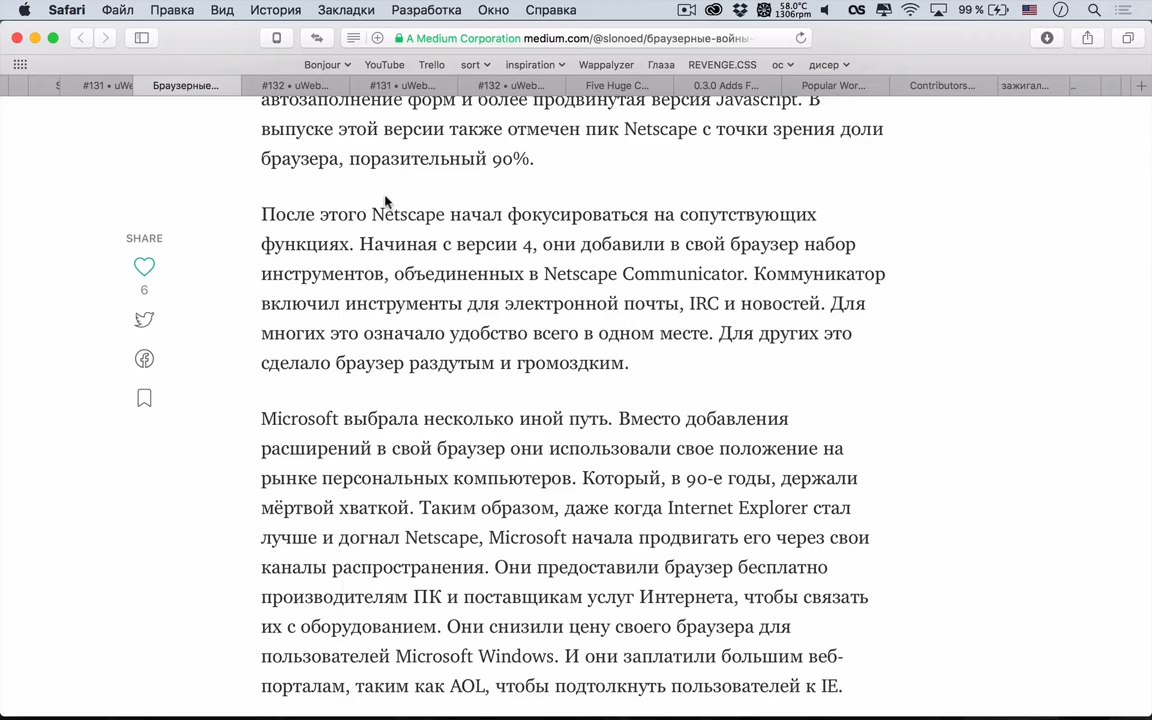 Safari Файл Правка Вид История Закладки Разработка Окно Справка
58.0°C
1306rpm
99 %
A Medium Corporation medium.com/@slonoed/браузерные-войны-
Bonjour YouTube Trello sort inspiration Wappalyzer Глаза REVENGE.CSS ос дисер
#131 • uWe Браузерные... #132 • uWeb... #131 • uWeb... #132 • uWeb... Five Huge C... 0.3.0 Adds F... Popular Wor... Contributors... зажигал...
автозаполнение форм и более продвинутая версия Javascript. В
выпуске этой версии также отмечен пик Netscape с точки зрения доли
браузера, поразительный 90%.
После этого Netscape начал фокусироваться на сопутствующих
функциях. Начиная с версии 4, они добавили в свой браузер набор
инструментов, объединенных в Netscape Communicator. Коммуникатор
включил инструменты для электронной почты, IRC и новостей. Для
многих это означало удобство всего в одном месте. Для других это
сделало браузер раздутым и громоздким.
SHARE
6
Microsoft выбрала несколько иной путь. Вместо добавления
расширений в свой браузер они использовали свое положение на
рынке персональных компьютеров. Который, в 90-е годы, держали
мёртвой хваткой. Таким образом, даже когда Internet Explorer стал
лучше и догнал Netscape, Microsoft начала продвигать его через свои
каналы распространения. Они предоставили браузер бесплатно
производителям ПК и поставщикам услуг Интернета, чтобы связать
их с оборудованием. Они снизили цену своего браузера для
пользователей Microsoft Windows. И они заплатили большим веб-
порталам, таким как AOL, чтобы подтолкнуть пользователей к IE.